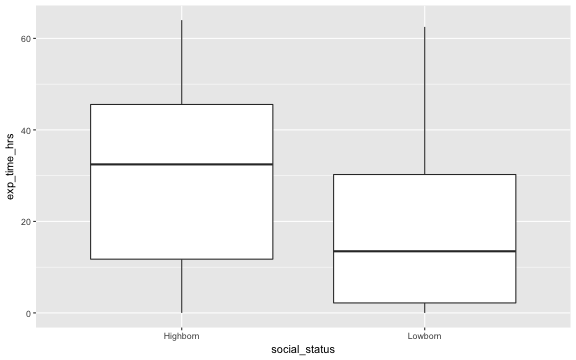 exp_time_hrs
60
40
20
0
Highborn
Lowborn
social_status